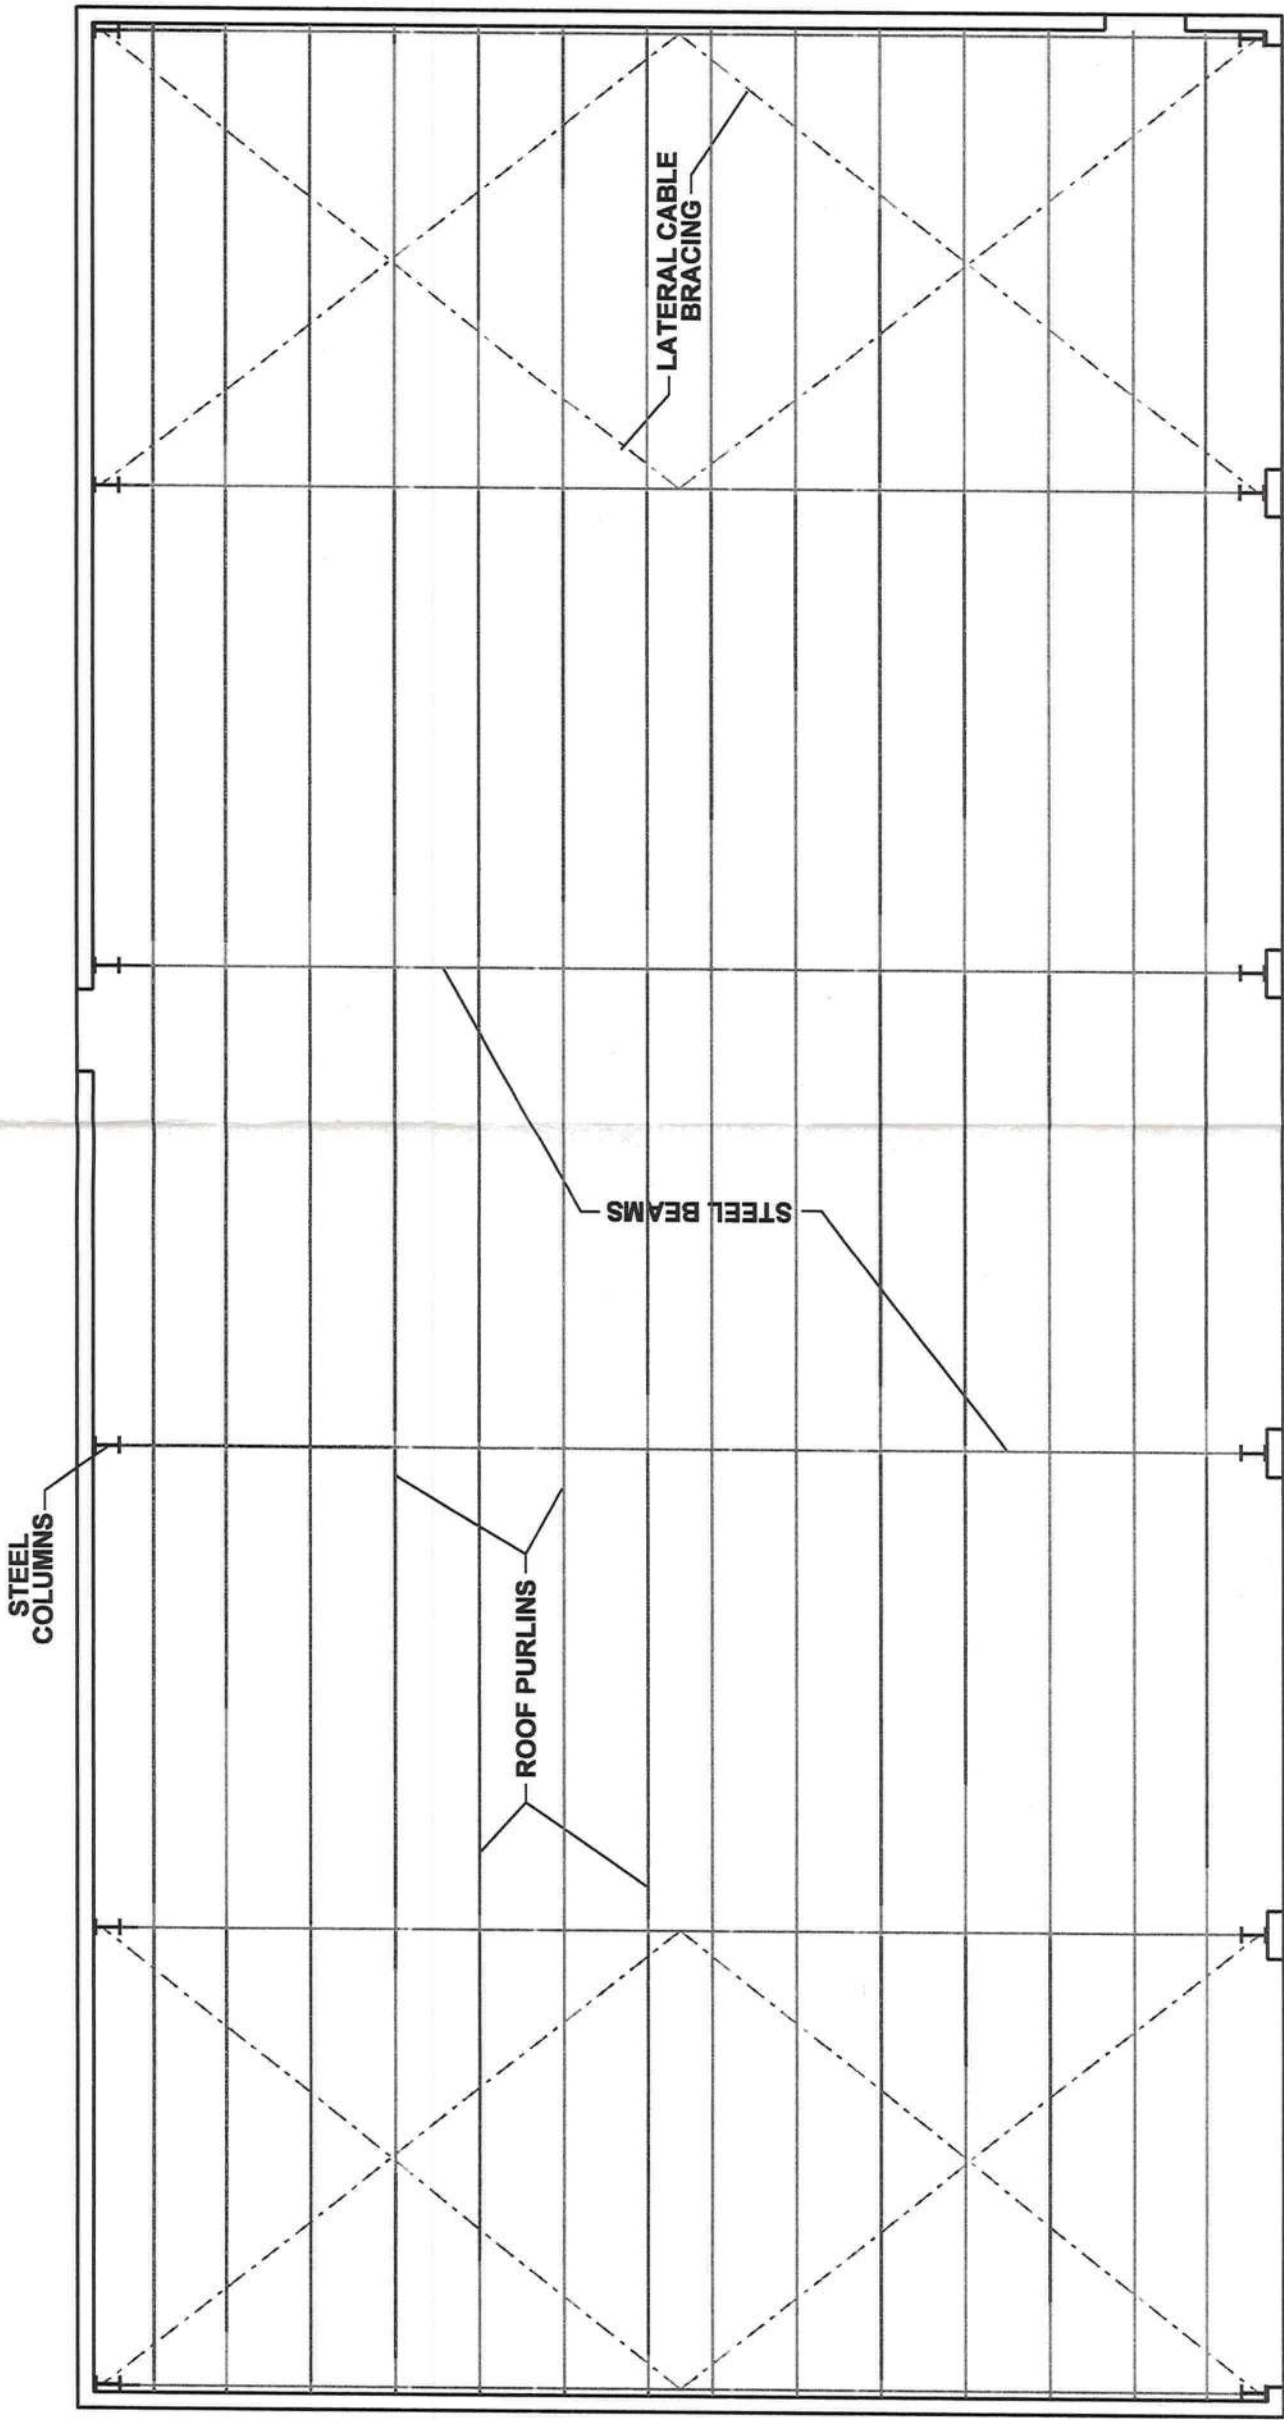 STEEL
COLUMNS
LATERAL CABLE
BRACING
STEEL BEAMS
ROOF PURLINS